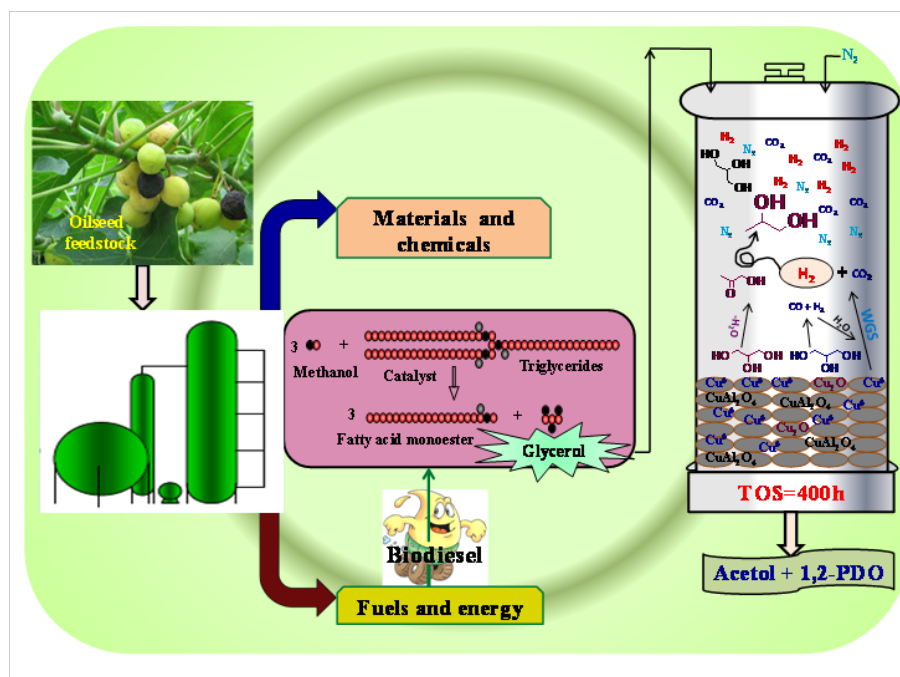 Oilseed
feedstock
Materials and
chemicals
3
+
Methanol
Catalyst
Triglycerides
3
+
Fatty acid monoester
Glycerol
Biodiesel
Fuels and energy
N₂
H₂
CO₂
N₂
CO₂
H₂
H₂
HO
OH
OH
N₂
H₂
H₂
CO₂
OH
CO₂
CO₂
OH
N₂
N₂
N₂
H₂ + CO₂
OH
O
-H₂O
CO + H₂
H₂O
WGS
HO
OH
OH
HO
OH
OH
Cu⁰ Cu⁰ Cu⁰ Cu₂O Cu⁰
CuAl₂O₄ CuAl₂O₄ Cu⁰
Cu⁰ Cu⁰
Cu₂O
Cu⁰ Cu⁰
CuAl₂O₄
CuAl₂O₄
TOS=400h
Acetol + 1,2-PDO